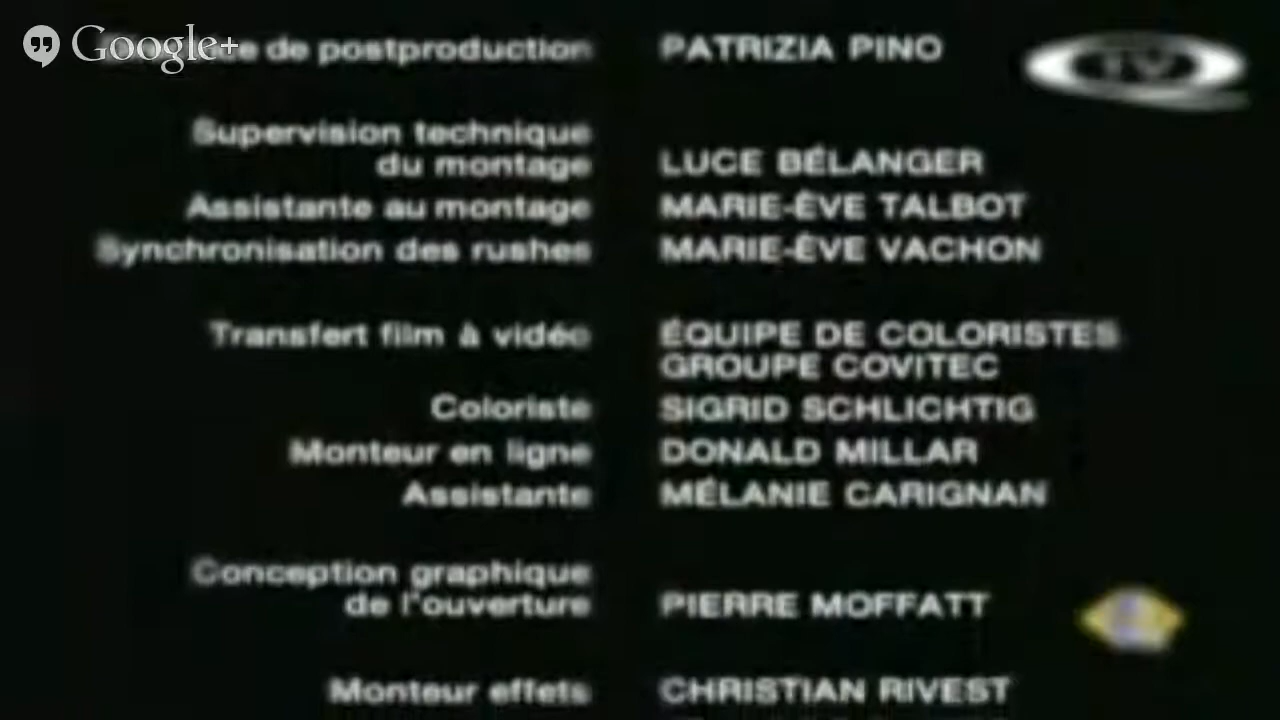 Google+
de postproduction PATRIZIA PINO
TV
Supervision technique
du montage LUCE BÉLANGER
Assistante au montage MARIE-ÈVE TALBOT
Synchronisation des rushes MARIE-ÈVE VACHON
Transfert film à vidéo ÉQUIPE DE COLORISTES
GROUPE COVITEC
Coloriste SIGRID SCHLICHTIG
Monteur en ligne DONALD MILLAR
Assistante MÉLANIE CARIGNAN
Conception graphique
de l'ouverture PIERRE MOFFATT
Monteur effets CHRISTIAN RIVEST